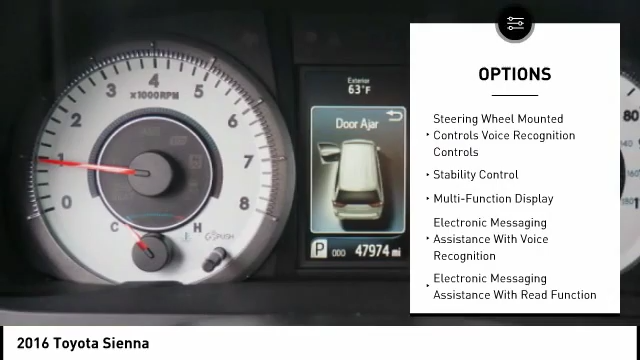 4
3 5
x1000RPM
2 6
1 7
0 8
C H
PUSH
Exterior
63°F
Door Ajar
P ODO 47974 mi
80
OPTIONS
Steering Wheel Mounted
Controls Voice Recognition
Controls
Stability Control
Multi-Function Display
Electronic Messaging
Assistance With Voice
Recognition
Electronic Messaging
Assistance With Read Function
2016 Toyota Sienna